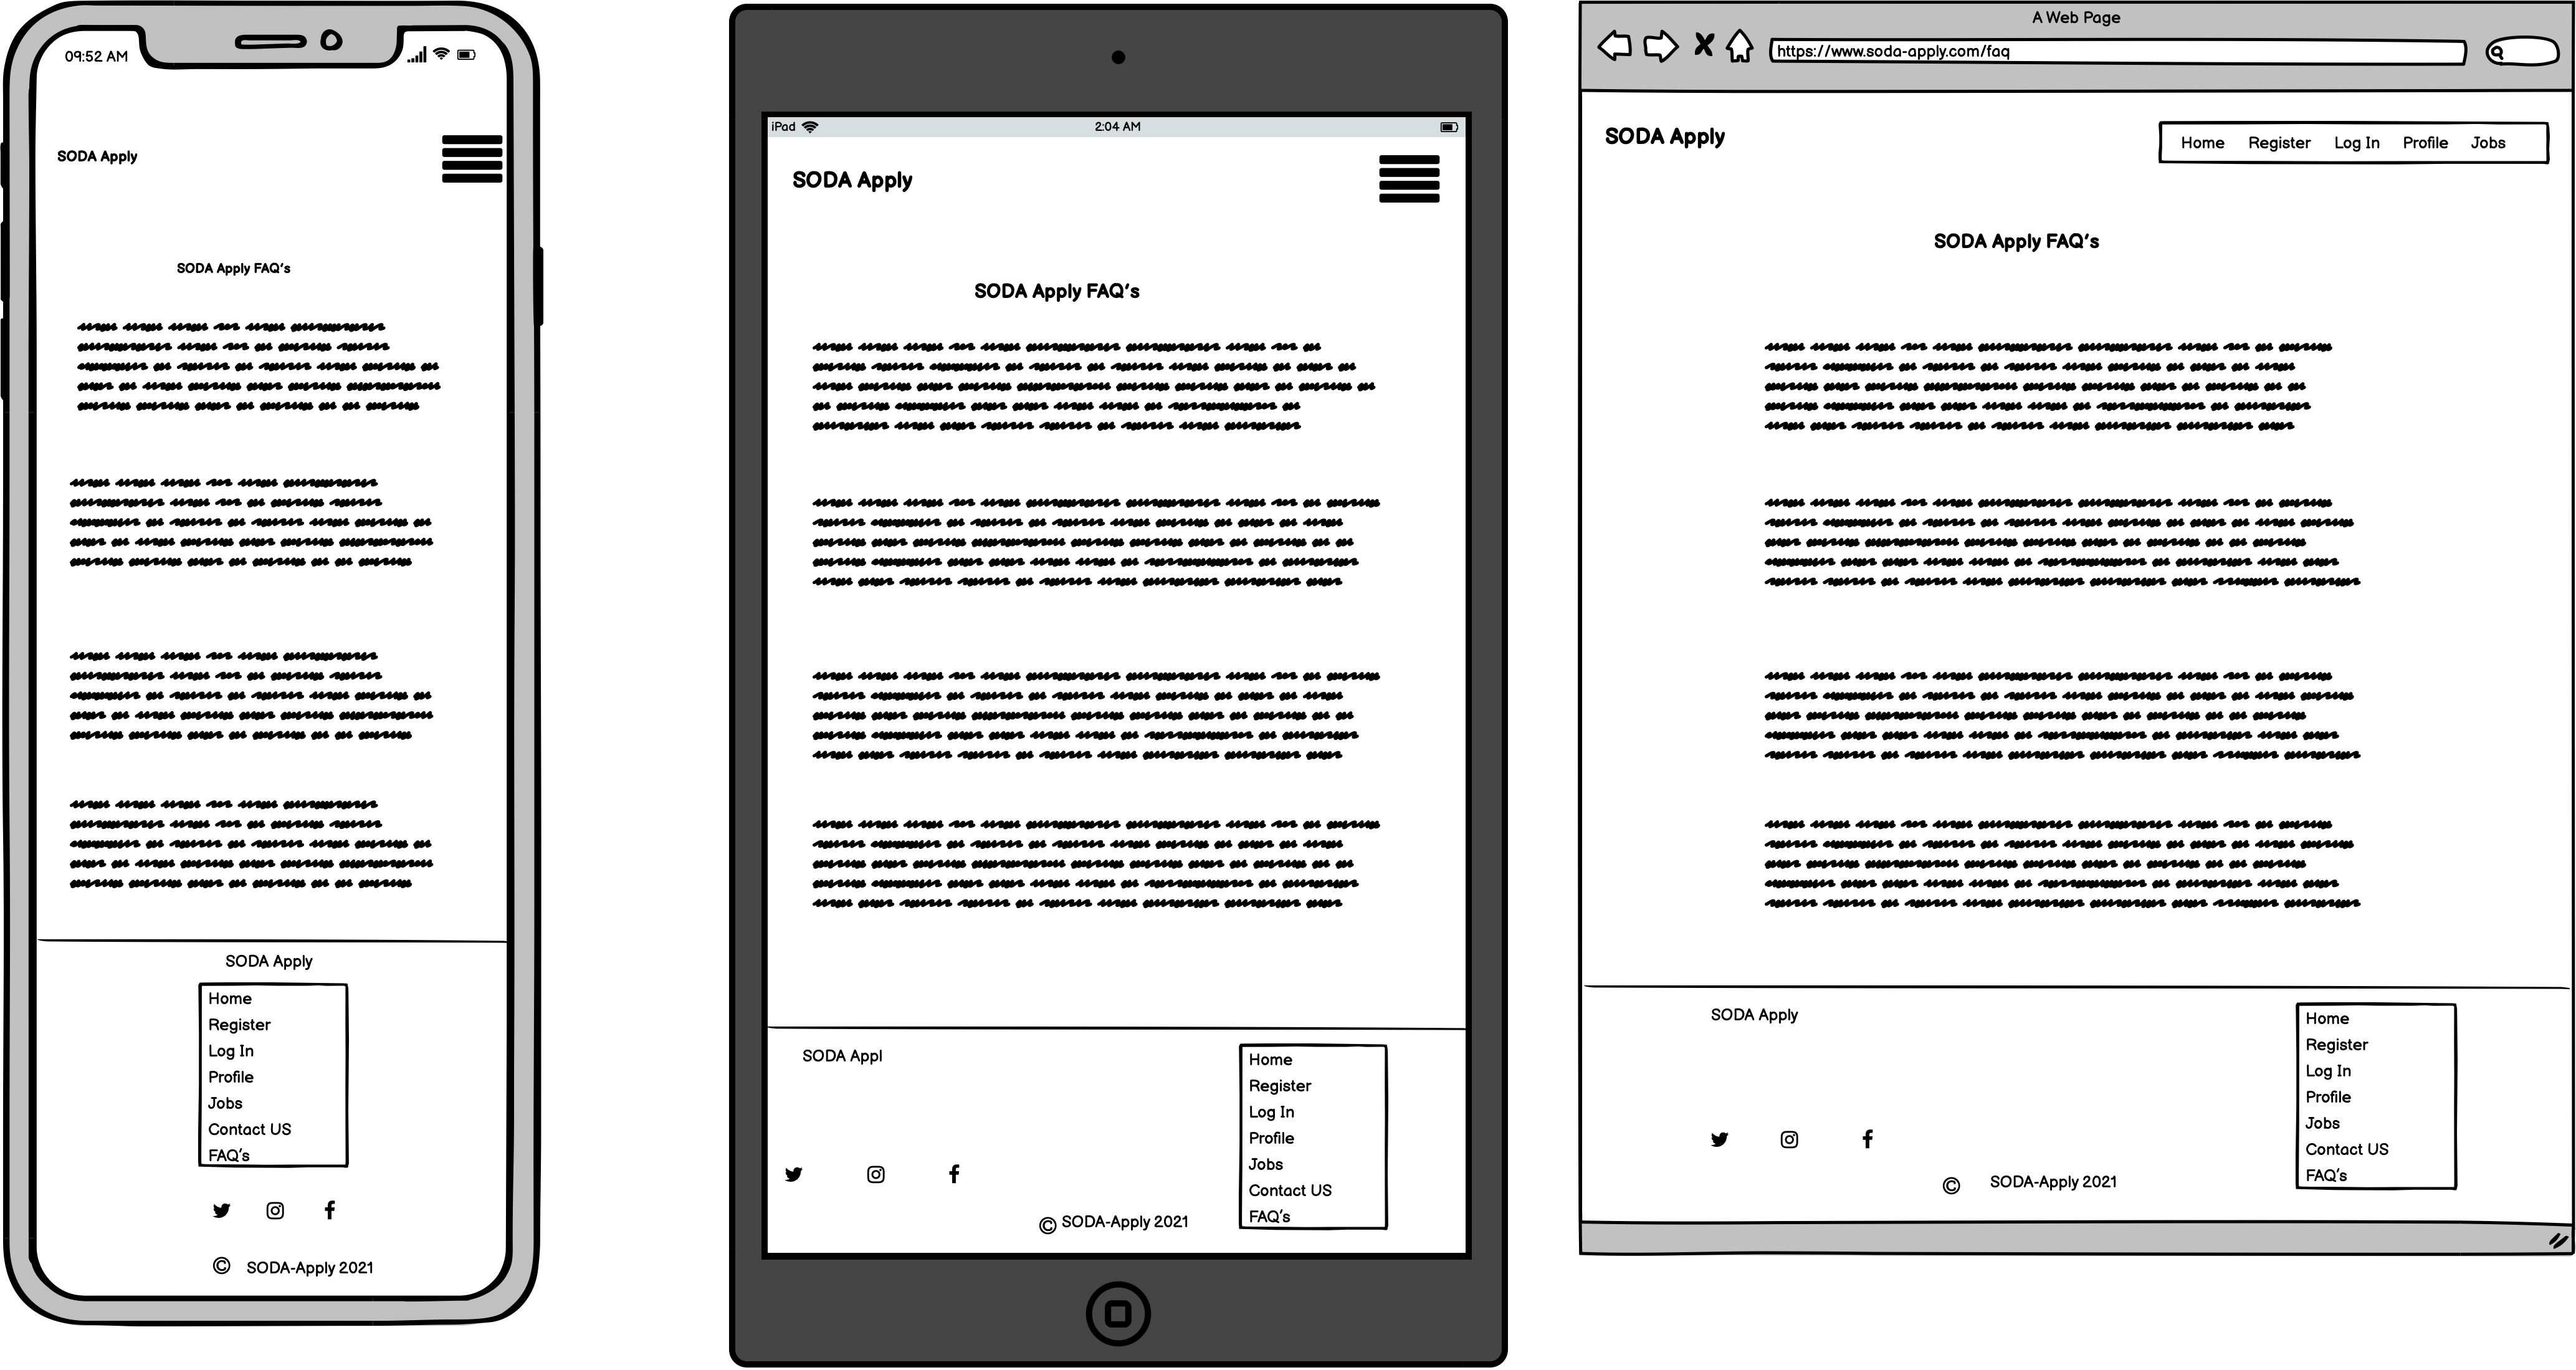 09:52 AM
SODA Apply
SODA Apply FAQ's
SODA Apply
Home
Register
Log In
Profile
Jobs
Contact US
FAQ's
© SODA-Apply 2021
iPad
2:04 AM
SODA Apply
SODA Apply FAQ's
SODA Appl
Home
Register
Log In
Profile
Jobs
Contact US
FAQ's
© SODA-Apply 2021
A Web Page
https://www.soda-apply.com/faq
SODA Apply
Home Register Log In Profile Jobs
SODA Apply FAQ's
SODA Apply
Home
Register
Log In
Profile
Jobs
Contact US
FAQ's
© SODA-Apply 2021